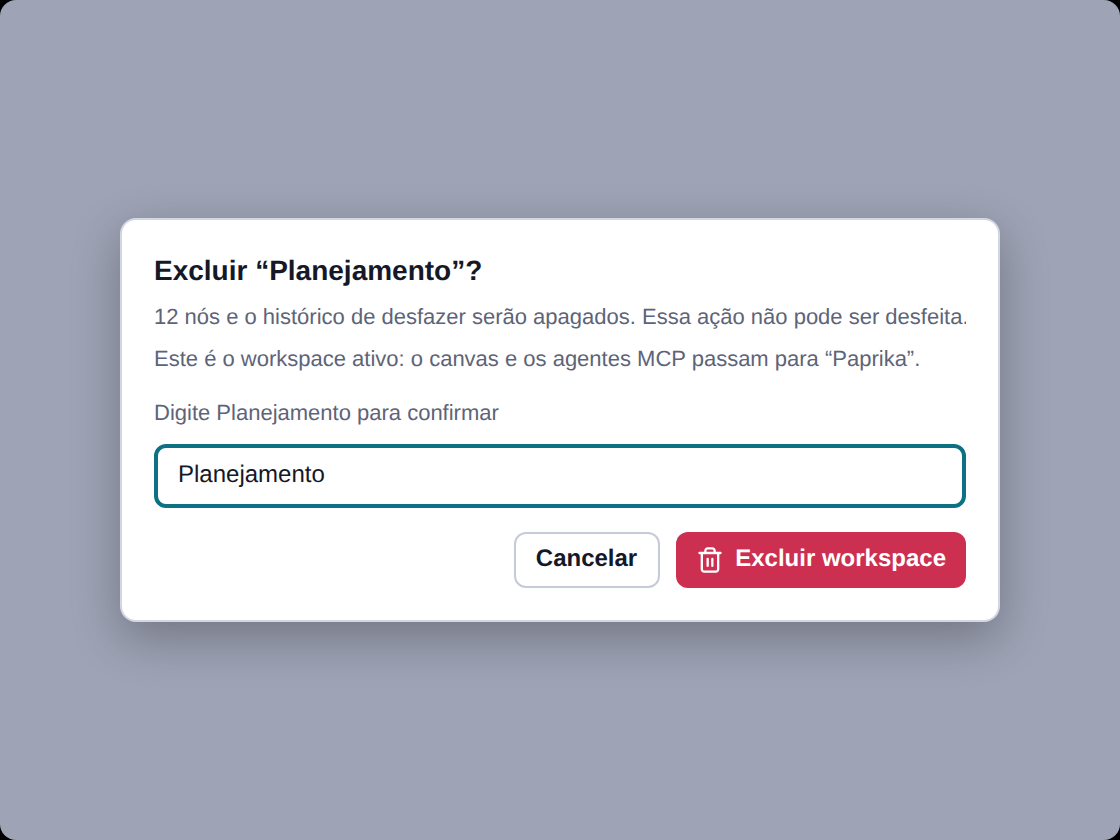 Excluir “Planejamento”?
12 nós e o histórico de desfazer serão apagados. Essa ação não pode ser desfeita.
Este é o workspace ativo: o canvas e os agentes MCP passam para “Paprika”.
Digite Planejamento para confirmar
Planejamento
Cancelar
Excluir workspace